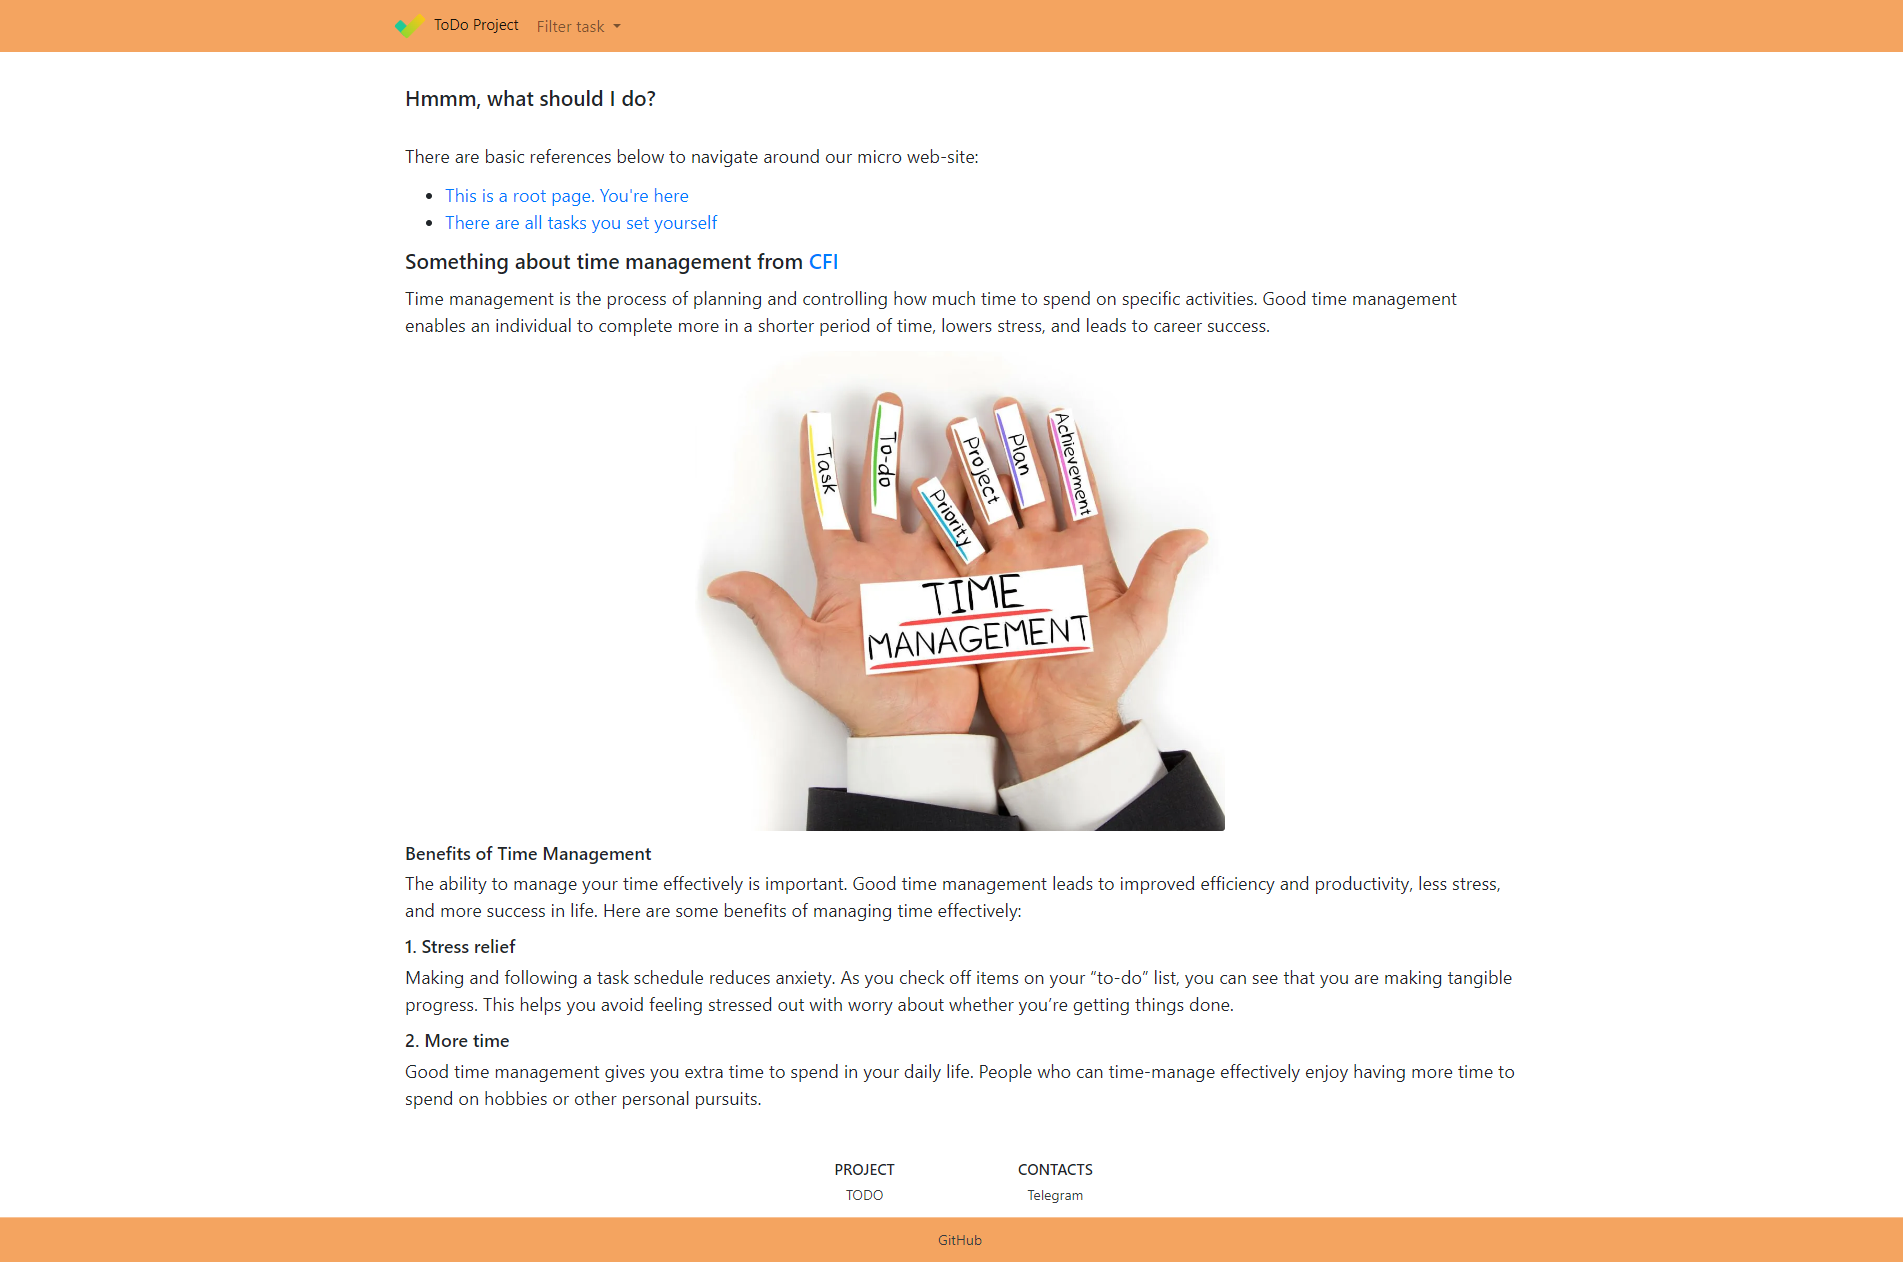 ToDo Project
Filter task
Hmmm, what should I do?
There are basic references below to navigate around our micro web-site:
This is a root page. You're here
There are all tasks you set yourself
Something about time management from CFI
Time management is the process of planning and controlling how much time to spend on specific activities. Good time management
enables an individual to complete more in a shorter period of time, lowers stress, and leads to career success.
Task
To-do
Priority
Project
Plan
Achievement
TIME
MANAGEMENT
Benefits of Time Management
The ability to manage your time effectively is important. Good time management leads to improved efficiency and productivity, less stress,
and more success in life. Here are some benefits of managing time effectively:
1. Stress relief
Making and following a task schedule reduces anxiety. As you check off items on your “to-do” list, you can see that you are making tangible
progress. This helps you avoid feeling stressed out with worry about whether you’re getting things done.
2. More time
Good time management gives you extra time to spend in your daily life. People who can time-manage effectively enjoy having more time to
spend on hobbies or other personal pursuits.
PROJECT
TODO
CONTACTS
Telegram
GitHub